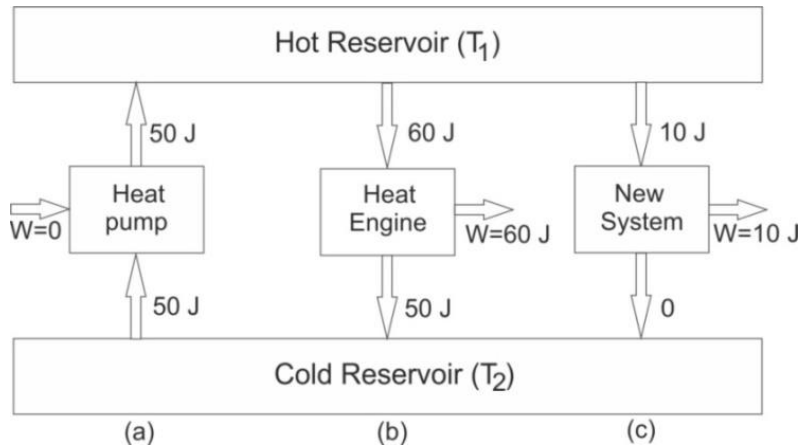 Hot Reservoir (T1)
50 J
60 J
10 J
Heat
pump
Heat
Engine
New
System
W=0
W=60 J
W=10 J
50 J
50 J
0
Cold Reservoir (T2)
(a)
(b)
(c)